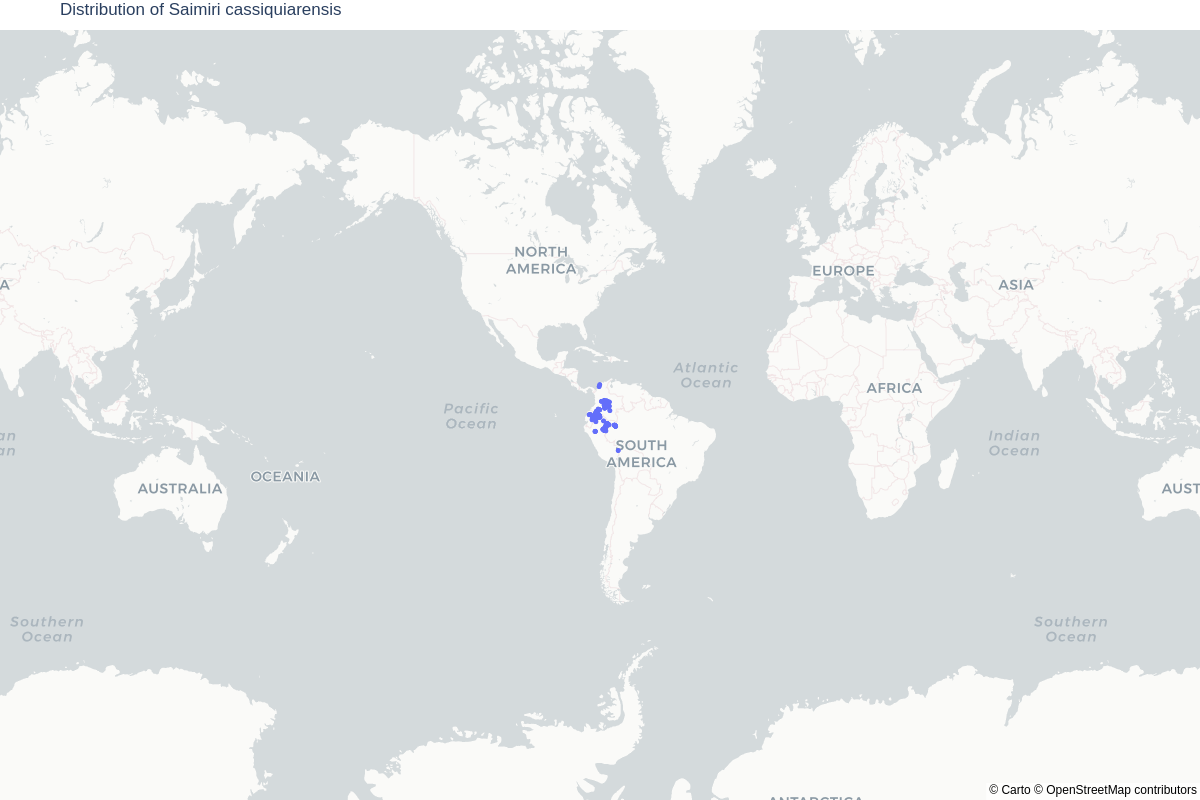 Distribution of Saimiri cassiquiarensis
NORTH
AMERICA
EUROPE
ASIA
A
Atlantic
Ocean
AFRICA
Pacific
Ocean
an
an
Indian
Ocean
SOUTH
AMERICA
OCEANIA
AUSTRALIA
AUST
Southern
Ocean
Southern
Ocean
© Carto © OpenStreetMap contributors
ANTARCTICA